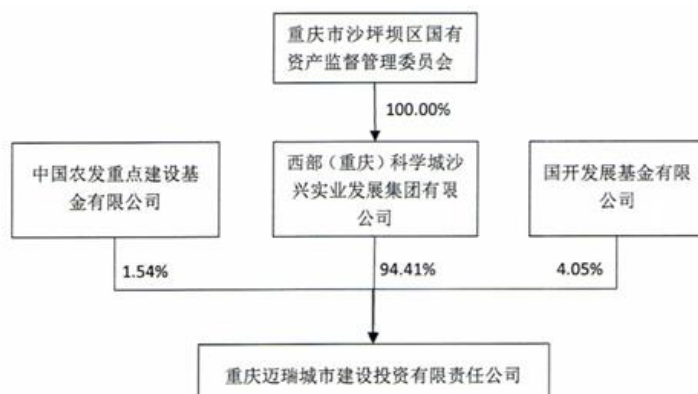 重庆市沙坪坝区国有
资产监督管理委员会
100.00%
中国农发重点建设基
金有限公司
西部（重庆）科学城沙
兴实业发展集团有限
公司
国开发展基金有限公
司
1.54%
94.41%
4.05%
重庆迈瑞城市建设投资有限责任公司